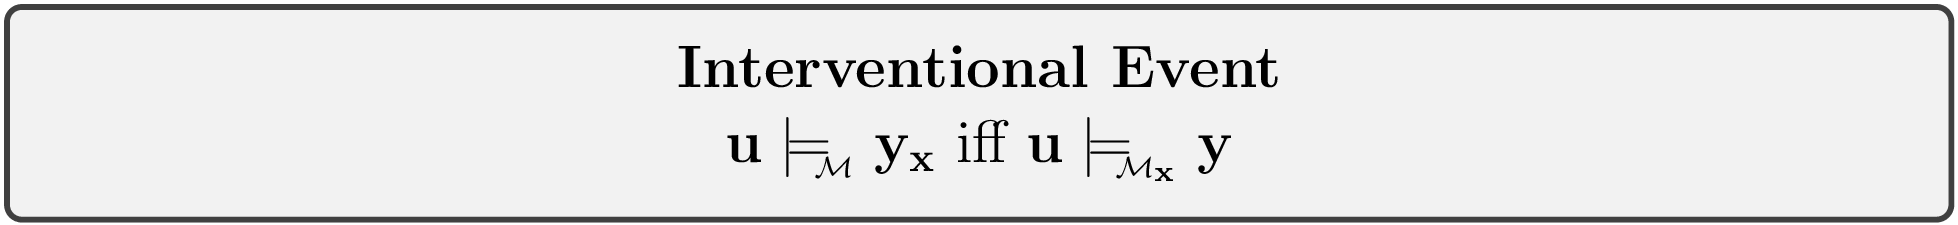 Interventional Event
𝐮 ⊨_ℳ 𝐲_𝐱 iff 𝐮 ⊨_{ℳ_𝐱} 𝐲